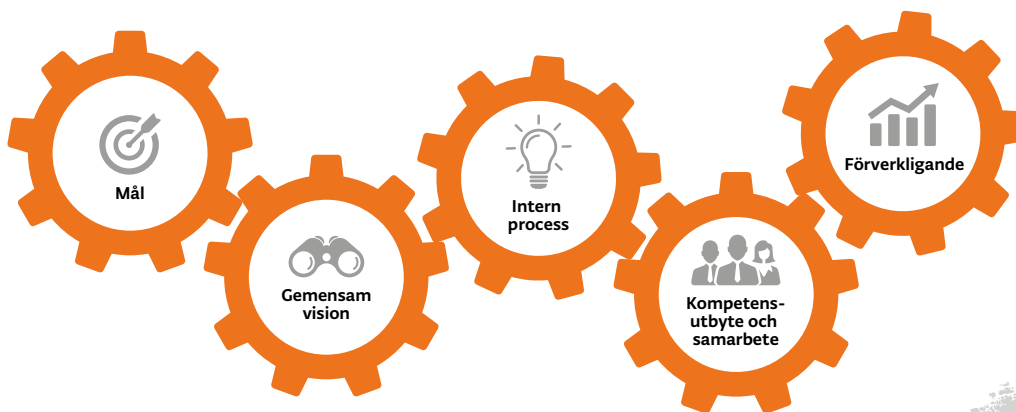 Mål
Gemensam
vision
Intern
process
Kompetens-
utbyte och
samarbete
Förverkligande